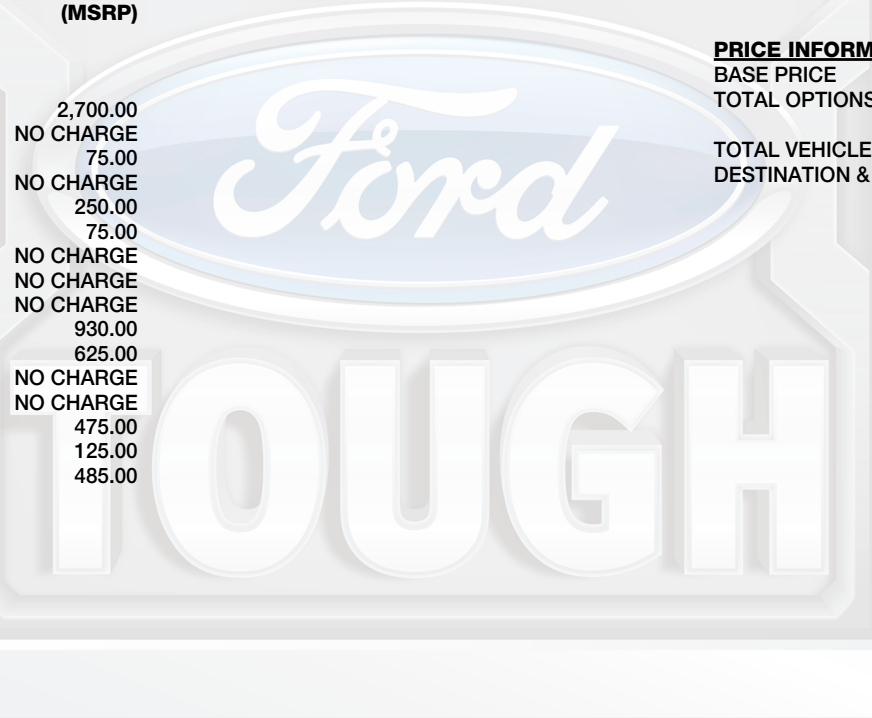 (MSRP)
2,700.00
NO CHARGE
75.00
NO CHARGE
250.00
75.00
NO CHARGE
NO CHARGE
NO CHARGE
930.00
625.00
NO CHARGE
NO CHARGE
475.00
125.00
485.00
PRICE INFORM
BASE PRICE
TOTAL OPTIONS
TOTAL VEHICLE
DESTINATION &
Ford
TOUGH